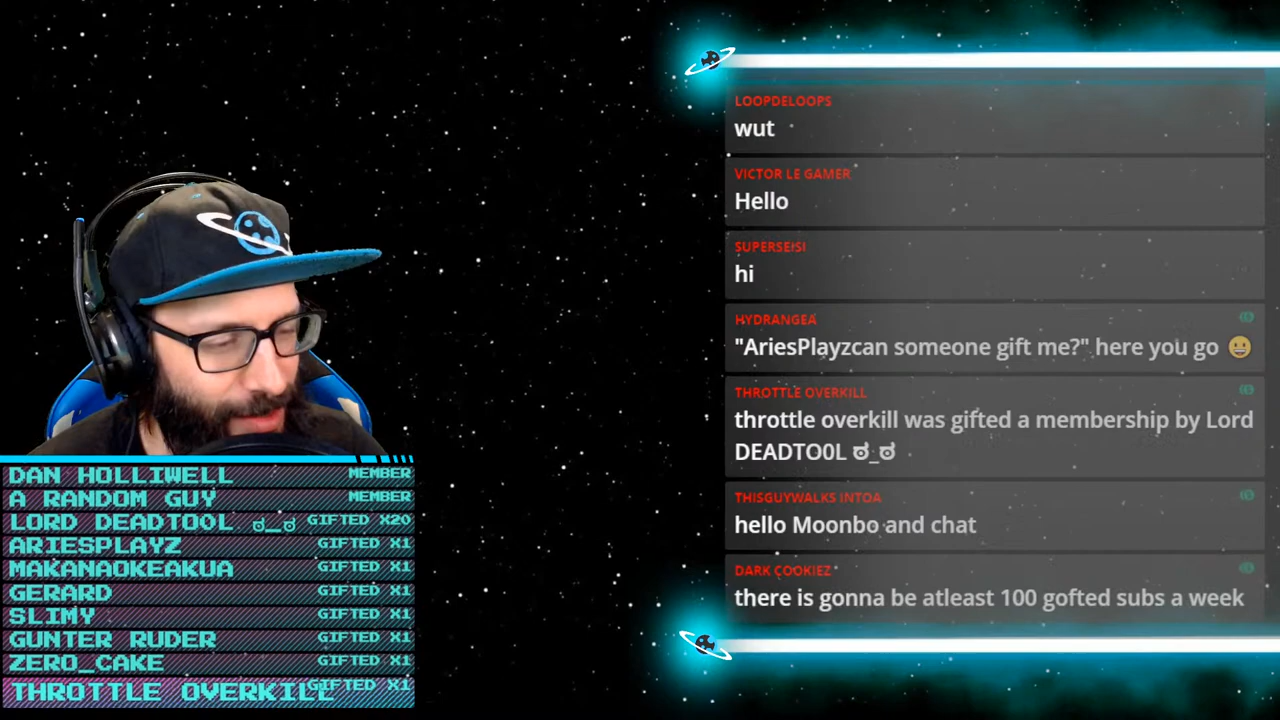 LOOPDELOOPS
wut
VICTOR LE GAMER
Hello
SUPERSEISI
hi
HYDRANGEA
"AriesPlayzcan someone gift me?" here you go 😀
THROTTLE OVERKILL
throttle overkill was gifted a membership by Lord
DEADTO0L ಠ_ಠ
THISGUYWALKS INTOA
hello Moonbo and chat
DARK COOKIEZ
there is gonna be atleast 100 gofted subs a week
DAN HOLLIWELL MEMBER
A RANDOM GUY MEMBER
LORD DEADTO0L ಠ_ಠ GIFTED X20
ARIESPLAYZ GIFTED X1
MAKANAOKEAKUA GIFTED X1
GERARD GIFTED X1
SLIMY GIFTED X1
GUNTER RUDER GIFTED X1
ZERO_CAKE GIFTED X1
THROTTLE OVERKILL GIFTED X1